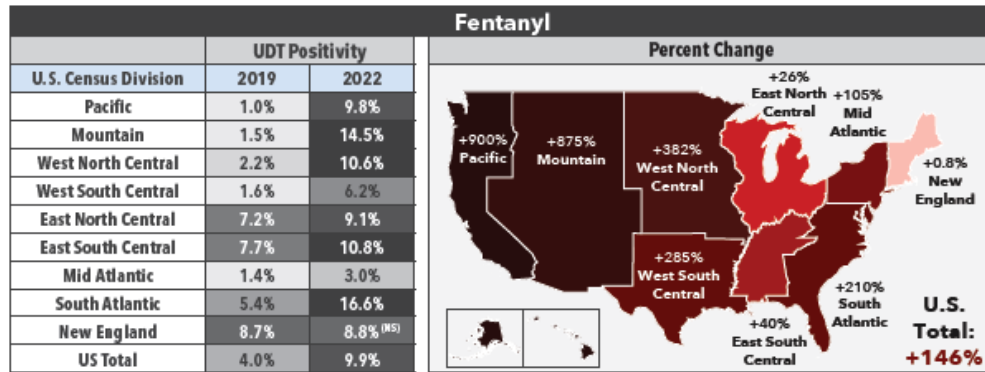 Fentanyl
UDT Positivity
Percent Change
U.S. Census Division 2019 2022
Pacific 1.0% 9.8%
Mountain 1.5% 14.5%
West North Central 2.2% 10.6%
West South Central 1.6% 6.2%
East North Central 7.2% 9.1%
East South Central 7.7% 10.8%
Mid Atlantic 1.4% 3.0%
South Atlantic 5.4% 16.6%
New England 8.7% 8.8% (NS)
US Total 4.0% 9.9%
+900%
Pacific
+875%
Mountain
+382%
West North
Central
+26%
East North
Central
+105%
Mid
Atlantic
+0.8%
New
England
+285%
West South
Central
+40%
East South
Central
+210%
South
Atlantic
U.S.
Total:
+146%